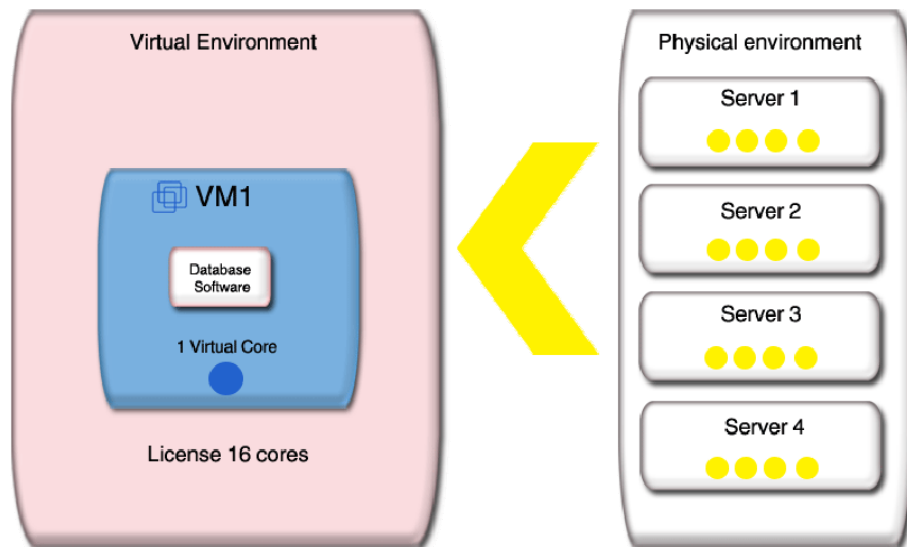 Virtual Environment
VM1
Database
Software
1 Virtual Core
License 16 cores
Physical environment
Server 1
Server 2
Server 3
Server 4